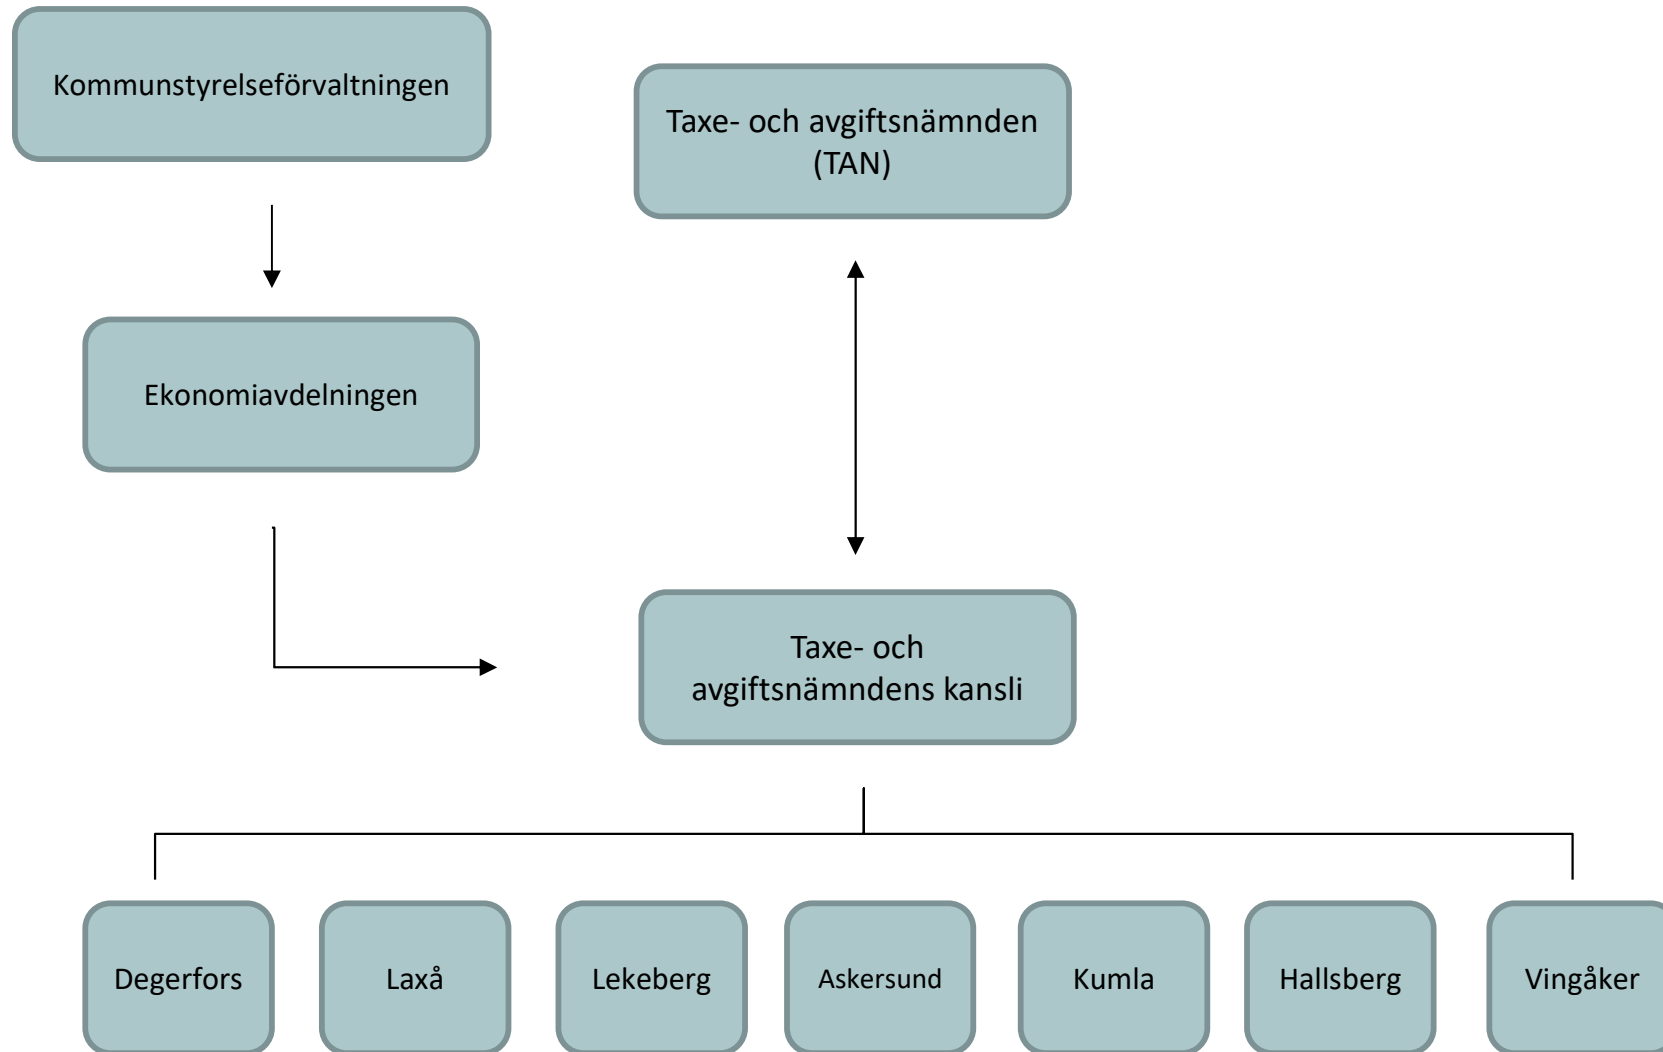 Kommunstyrelseförvaltningen
Taxe- och avgiftsnämnden
(TAN)
Ekonomiavdelningen
Taxe- och
avgiftsnämndens kansli
Degerfors
Laxå
Lekeberg
Askersund
Kumla
Hallsberg
Vingåker